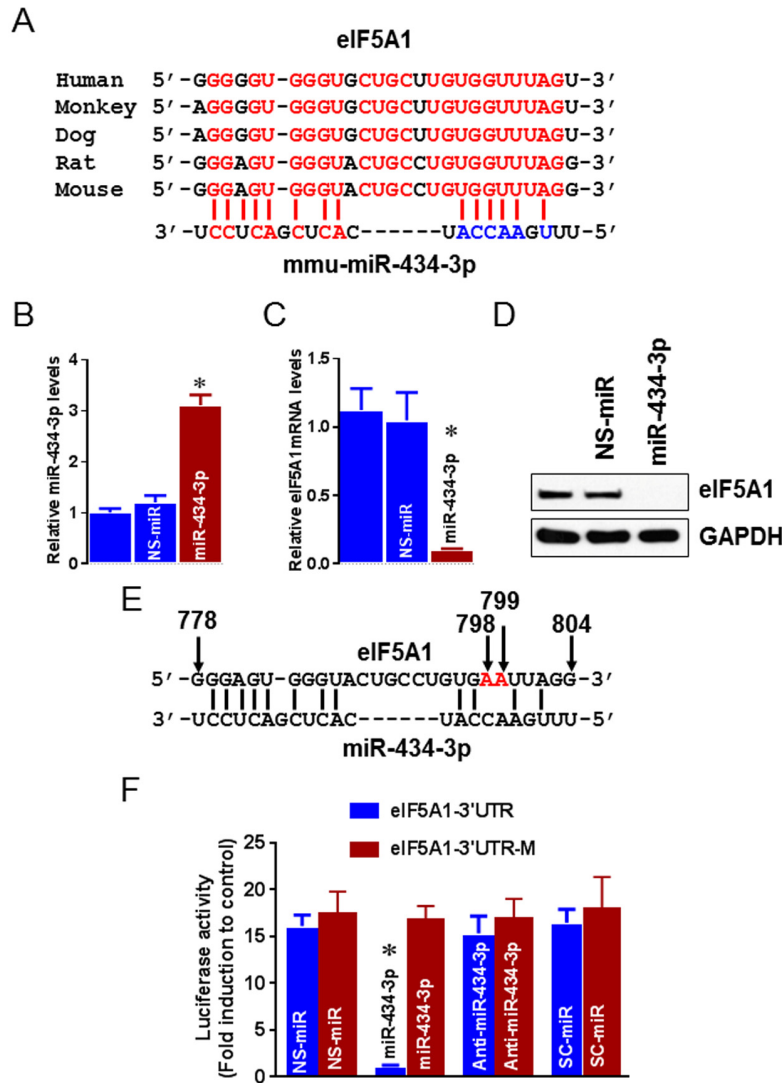 A
eIF5A1
Human 5′-GGGGGU-GGGUGCUGCUUGUGGUUUAGU-3′
Monkey 5′-AGGGGU-GGGUGCUGCUUGUGGUUUAGU-3′
Dog 5′-AGGGGU-GGGUGCUGCUUGUGGUUUAGU-3′
Rat 5′-GGGAGU-GGGUACUGCCUGUGGUUUAGG-3′
Mouse 5′-GGGAGU-GGGUACUGCCUGUGGUUUAGG-3′
3′-UCCUCAGCUCAC------UACCAAGUUU-5′
mmu-miR-434-3p
B
Relative miR-434-3p levels
4
3
2
1
0
NS-miR
miR-434-3p
*
C
Relative eIF5A1 mRNA levels
1.5
1.0
0.5
0.0
NS-miR
miR-434-3p
*
D
NS-miR
miR-434-3p
eIF5A1
GAPDH
E
778
eIF5A1
798
799
804
5′-GGGAGU-GGGUACUGCCUGUGAAUUAGG-3′
3′-UCCUCAGCUCAC------UACCAAGUUU-5′
miR-434-3p
F
eIF5A1-3'UTR
eIF5A1-3'UTR-M
Luciferase activity
(Fold induction to control)
25
20
15
10
5
0
NS-miR
NS-miR
*
miR-434-3p
miR-434-3p
Anti-miR-434-3p
Anti-miR-434-3p
SC-miR
SC-miR